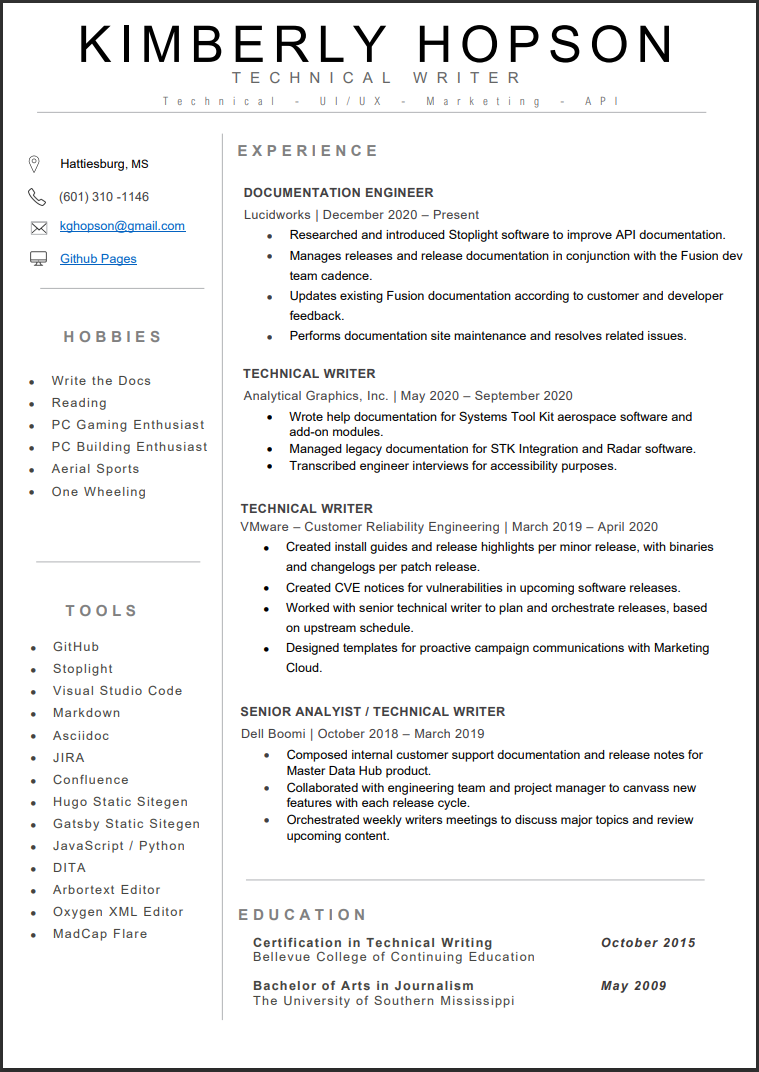 KIMBERLY HOPSON
TECHNICAL WRITER
Technical - UI/UX - Marketing - API
Hattiesburg, MS
(601) 310 -1146
kghopson@gmail.com
Github Pages
HOBBIES
• Write the Docs
• Reading
• PC Gaming Enthusiast
• PC Building Enthusiast
• Aerial Sports
• One Wheeling
TOOLS
• GitHub
• Stoplight
• Visual Studio Code
• Markdown
• Asciidoc
• JIRA
• Confluence
• Hugo Static Sitegen
• Gatsby Static Sitegen
• JavaScript / Python
• DITA
• Arbortext Editor
• Oxygen XML Editor
• MadCap Flare
EXPERIENCE
DOCUMENTATION ENGINEER
Lucidworks | December 2020 – Present
• Researched and introduced Stoplight software to improve API documentation.
• Manages releases and release documentation in conjunction with the Fusion dev
team cadence.
• Updates existing Fusion documentation according to customer and developer
feedback.
• Performs documentation site maintenance and resolves related issues.
TECHNICAL WRITER
Analytical Graphics, Inc. | May 2020 – September 2020
• Wrote help documentation for Systems Tool Kit aerospace software and
add-on modules.
• Managed legacy documentation for STK Integration and Radar software.
• Transcribed engineer interviews for accessibility purposes.
TECHNICAL WRITER
VMware – Customer Reliability Engineering | March 2019 – April 2020
• Created install guides and release highlights per minor release, with binaries
and changelogs per patch release.
• Created CVE notices for vulnerabilities in upcoming software releases.
• Worked with senior technical writer to plan and orchestrate releases, based
on upstream schedule.
• Designed templates for proactive campaign communications with Marketing
Cloud.
SENIOR ANALYIST / TECHNICAL WRITER
Dell Boomi | October 2018 – March 2019
• Composed internal customer support documentation and release notes for
Master Data Hub product.
• Collaborated with engineering team and project manager to canvass new
features with each release cycle.
• Orchestrated weekly writers meetings to discuss major topics and review
upcoming content.
EDUCATION
Certification in Technical Writing October 2015
Bellevue College of Continuing Education
Bachelor of Arts in Journalism May 2009
The University of Southern Mississippi